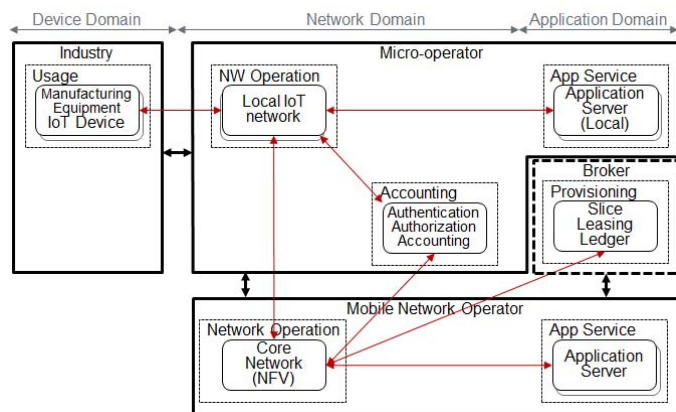 Device Domain
Network Domain
Application Domain
Industry
Micro-operator
Usage
Manufacturing
Equipment
IoT Device
NW Operation
Local IoT
network
App Service
Application
Server
(Local)
Accounting
Authentication
Authorization
Accounting
Broker
Provisioning
Slice
Leasing
Ledger
Mobile Network Operator
Network Operation
Core
Network
(NFV)
App Service
Application
Server